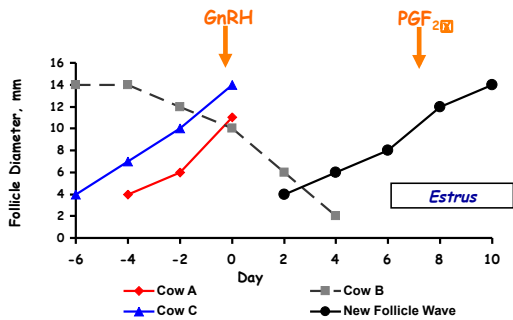 GnRH
PGF2
Follicle Diameter, mm
16
14
12
10
8
6
4
2
0
Estrus
-6 -4 -2 0 2 4 6 8 10
Day
Cow A
Cow B
Cow C
New Follicle Wave